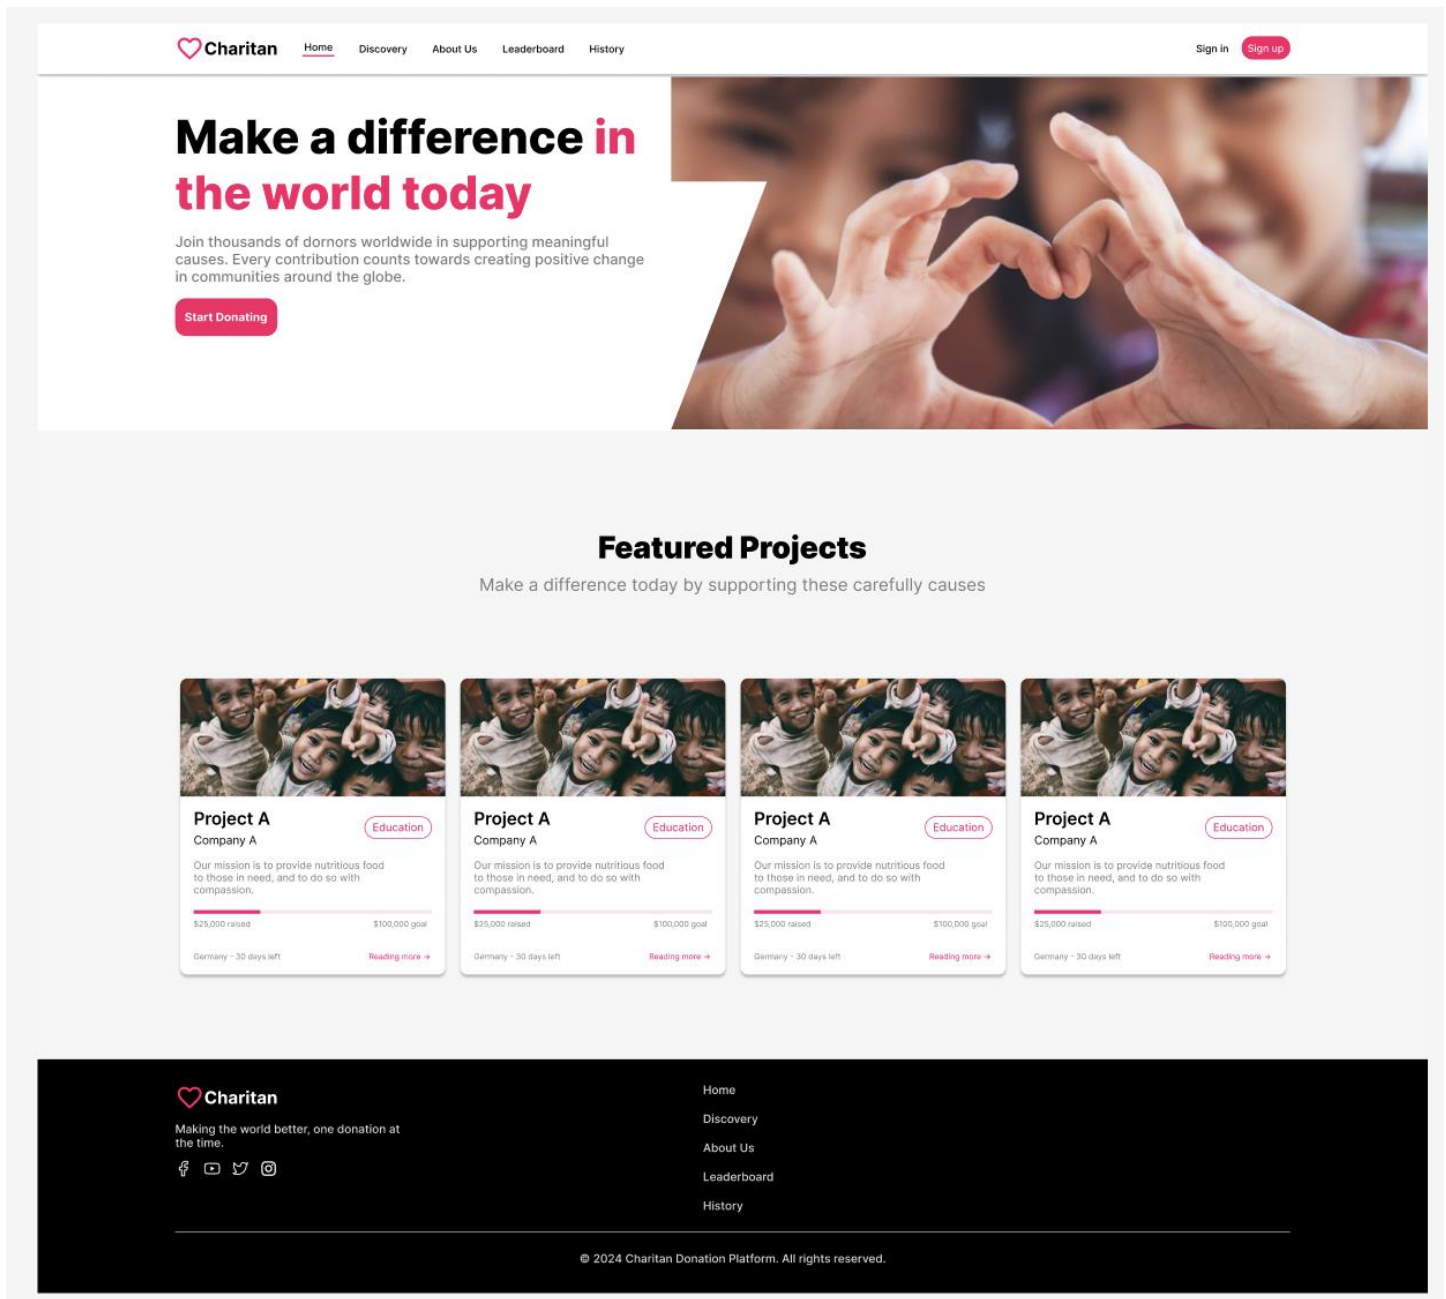 Charitan
Home
Discovery
About Us
Leaderboard
History
Sign in
Sign up
Make a difference in
the world today
Join thousands of dornors worldwide in supporting meaningful
causes. Every contribution counts towards creating positive change
in communities around the globe.
Start Donating
Featured Projects
Make a difference today by supporting these carefully causes
Project A
Company A
Education
Our mission is to provide nutritious food
to those in need, and to do so with
compassion.
$25,000 raised
$100,000 goal
Germany - 30 days left
Reading more →
Project A
Company A
Education
Our mission is to provide nutritious food
to those in need, and to do so with
compassion.
$25,000 raised
$100,000 goal
Germany - 30 days left
Reading more →
Project A
Company A
Education
Our mission is to provide nutritious food
to those in need, and to do so with
compassion.
$25,000 raised
$100,000 goal
Germany - 30 days left
Reading more →
Project A
Company A
Education
Our mission is to provide nutritious food
to those in need, and to do so with
compassion.
$25,000 raised
$100,000 goal
Germany - 30 days left
Reading more →
Charitan
Making the world better, one donation at
the time.
Home
Discovery
About Us
Leaderboard
History
© 2024 Charitan Donation Platform. All rights reserved.